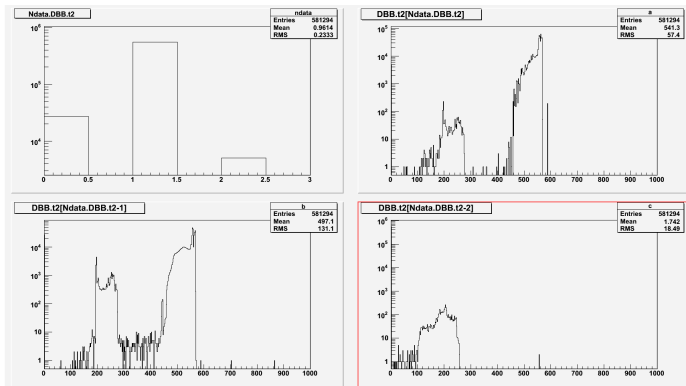 Ndata.DBB.t2
ndata
Entries 581294
Mean 0.9614
RMS 0.2333
10^6
10^5
10^4
0 0.5 1 1.5 2 2.5 3
DBB.t2[Ndata.DBB.t2]
a
Entries 581294
Mean 541.3
RMS 57.4
10^5
10^4
10^3
10^2
10
1
0 100 200 300 400 500 600 700 800 900 1000
DBB.t2[Ndata.DBB.t2-1]
b
Entries 581294
Mean 497.1
RMS 131.1
10^4
10^3
10^2
10
1
0 100 200 300 400 500 600 700 800 900 1000
DBB.t2[Ndata.DBB.t2-2]
c
Entries 581294
Mean 1.742
RMS 18.49
10^6
10^5
10^4
10^3
10^2
10
1
0 100 200 300 400 500 600 700 800 900 1000